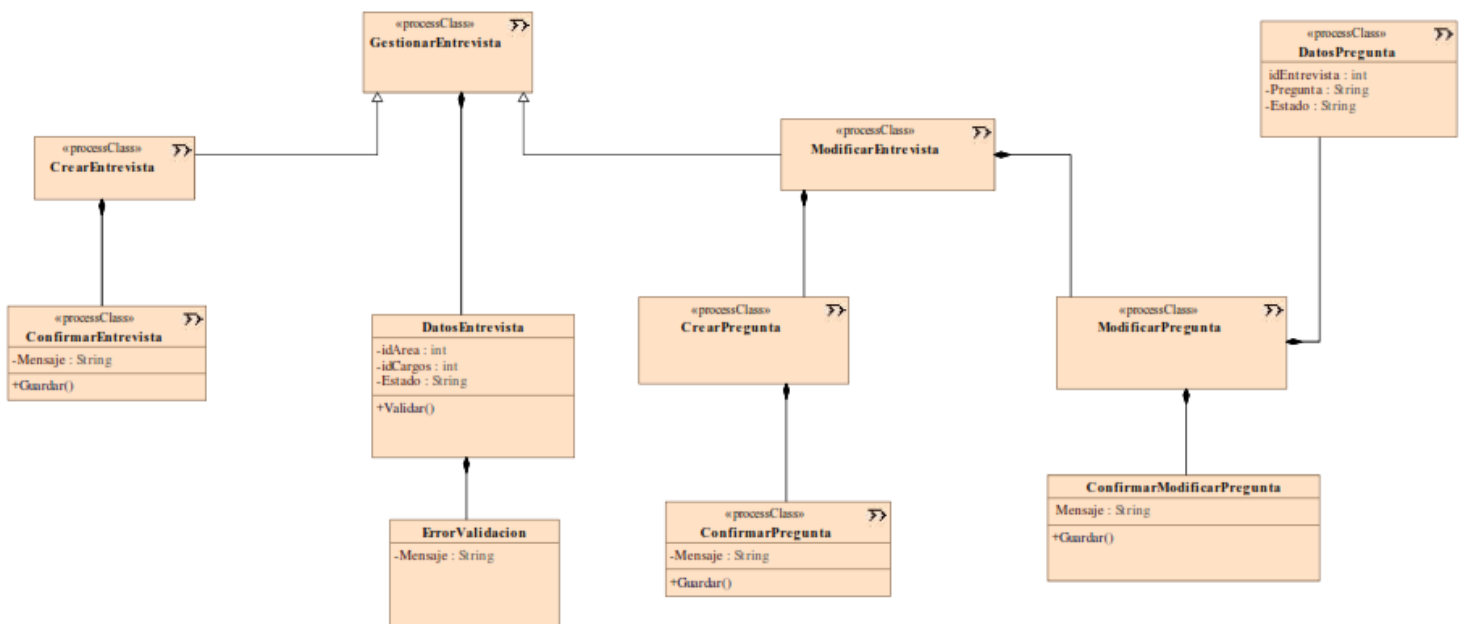 «processClass»
GestionarEntrevista
«processClass»
DatosPregunta
idEntrevista : int
-Pregunta : String
-Estado : String
«processClass»
CrearEntrevista
«processClass»
ModificarEntrevista
«processClass»
ConfirmarEntrevista
-Mensaje : String
+Guardar()
DatosEntrevista
-idArea : int
-idCargos : int
-Estado : String
+Validar()
«processClass»
CrearPregunta
«processClass»
ModificarPregunta
ErrorValidacion
-Mensaje : String
«processClass»
ConfirmarPregunta
-Mensaje : String
+Guardar()
ConfirmarModificarPregunta
Mensaje : String
+Guardar()